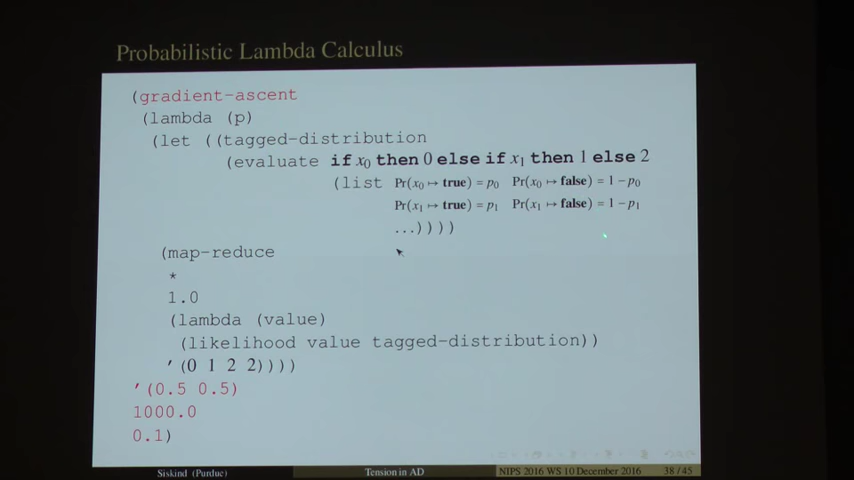 Probabilistic Lambda Calculus
(gradient-ascent
(lambda (p)
(let ((tagged-distribution
(evaluate if x₀ then 0 else if x₁ then 1 else 2
(list Pr(x₀ ↦ true) = p₀ Pr(x₀ ↦ false) = 1 − p₀
Pr(x₁ ↦ true) = p₁ Pr(x₁ ↦ false) = 1 − p₁
...))))
(map-reduce
*
1.0
(lambda (value)
(likelihood value tagged-distribution))
'(0 1 2 2))))
'(0.5 0.5)
1000.0
0.1)
Siskind (Purdue) Tension in AD NIPS 2016 WS 10 December 2016 38 / 45